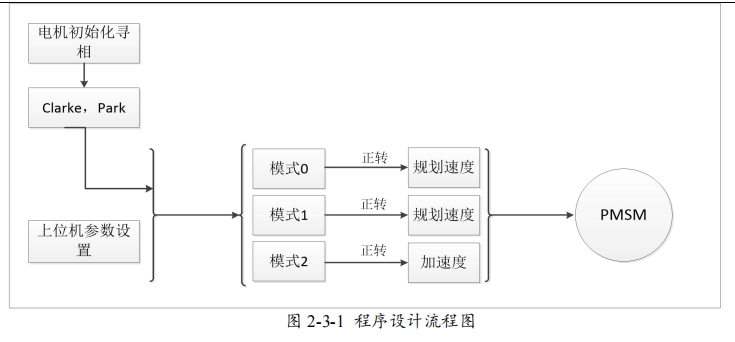 电机初始化寻
相
Clarke，Park
上位机参数设
置
模式0
正转
规划速度
模式1
正转
规划速度
模式2
正转
加速度
PMSM
图 2-3-1 程序设计流程图